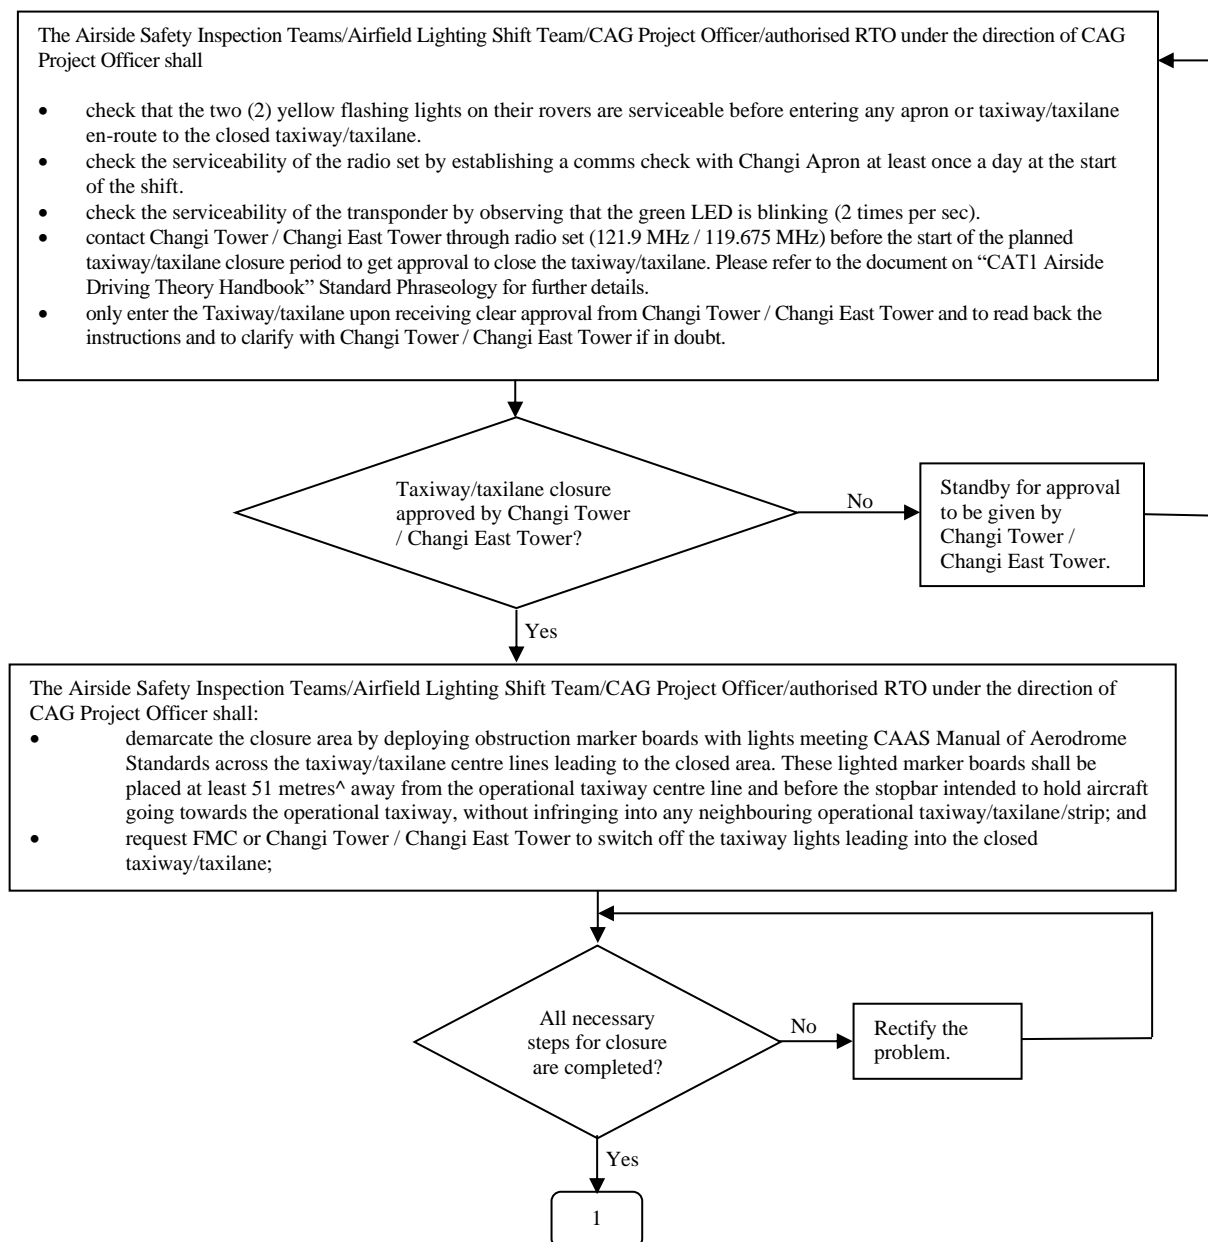 The Airside Safety Inspection Teams/Airfield Lighting Shift Team/CAG Project Officer/authorised RTO under the direction of CAG
Project Officer shall
• check that the two (2) yellow flashing lights on their rovers are serviceable before entering any apron or taxiway/taxilane
en-route to the closed taxiway/taxilane.
• check the serviceability of the radio set by establishing a comms check with Changi Apron at least once a day at the start
of the shift.
• check the serviceability of the transponder by observing that the green LED is blinking (2 times per sec).
• contact Changi Tower / Changi East Tower through radio set (121.9 MHz / 119.675 MHz) before the start of the planned
taxiway/taxilane closure period to get approval to close the taxiway/taxilane. Please refer to the document on “CAT1 Airside
Driving Theory Handbook” Standard Phraseology for further details.
• only enter the Taxiway/taxilane upon receiving clear approval from Changi Tower / Changi East Tower and to read back the
instructions and to clarify with Changi Tower / Changi East Tower if in doubt.
Taxiway/taxilane closure
approved by Changi Tower
/ Changi East Tower?
No
Standby for approval
to be given by
Changi Tower /
Changi East Tower.
Yes
The Airside Safety Inspection Teams/Airfield Lighting Shift Team/CAG Project Officer/authorised RTO under the direction of
CAG Project Officer shall:
• demarcate the closure area by deploying obstruction marker boards with lights meeting CAAS Manual of Aerodrome
Standards across the taxiway/taxilane centre lines leading to the closed area. These lighted marker boards shall be
placed at least 51 metres^ away from the operational taxiway centre line and before the stopbar intended to hold aircraft
going towards the operational taxiway, without infringing into any neighbouring operational taxiway/taxilane/strip; and
• request FMC or Changi Tower / Changi East Tower to switch off the taxiway lights leading into the closed
taxiway/taxilane;
All necessary
steps for closure
are completed?
No
Rectify the
problem.
Yes
1